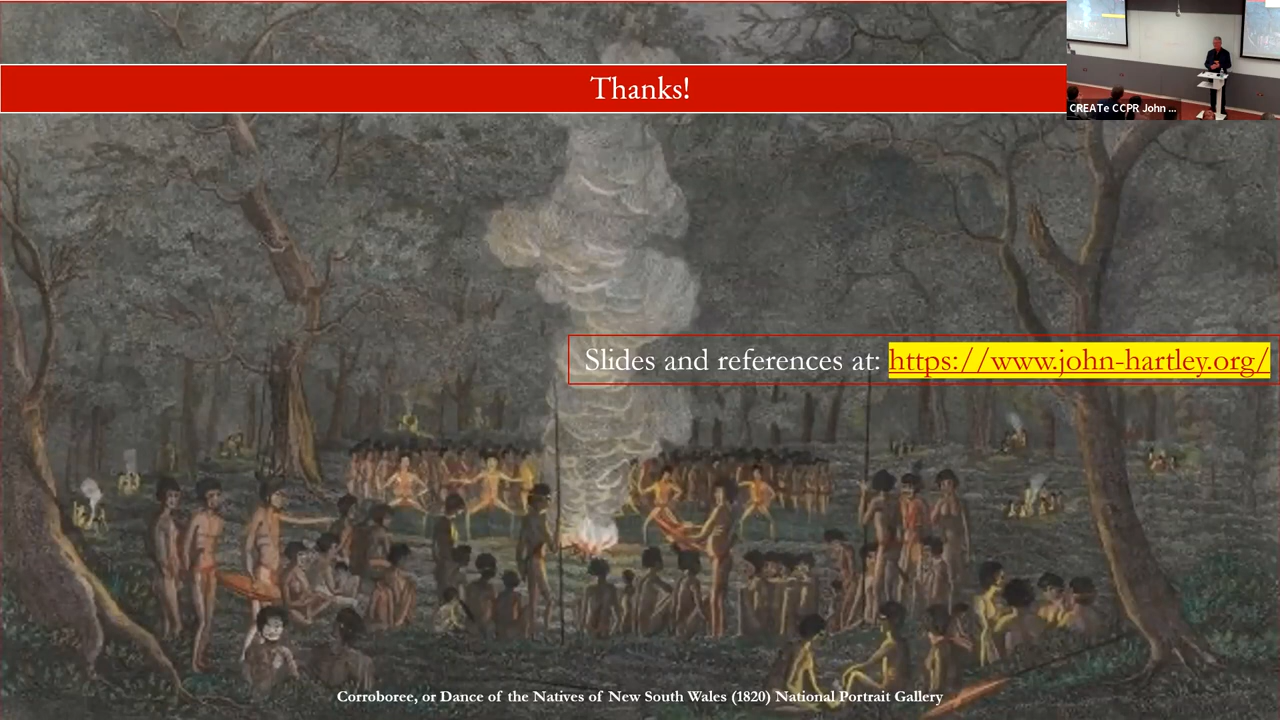 Thanks!
CREATe CCPR John ...
Slides and references at: https://www.john-hartley.org/
Corroboree, or Dance of the Natives of New South Wales (1820) National Portrait Gallery